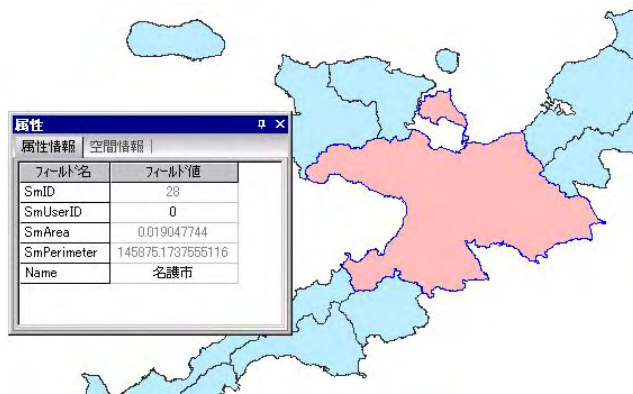 属性
属性情報 空間情報
フィールド名 フィールド値
SmID 28
SmUserID 0
SmArea 0.019047744
SmPerimeter 145875.1737555116
Name 名護市